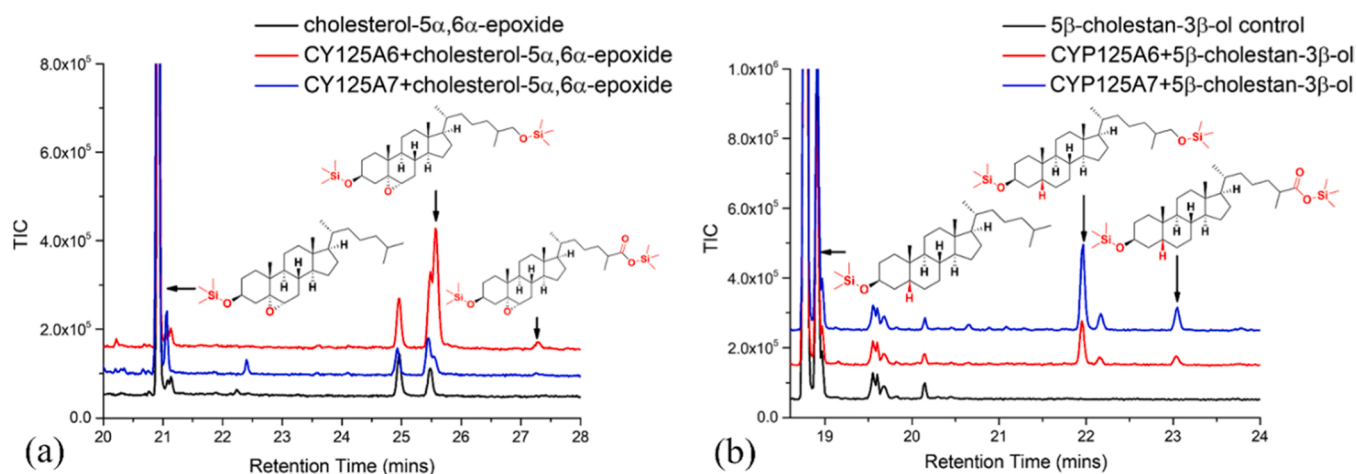 cholesterol-5α,6α-epoxide
CY125A6+cholesterol-5α,6α-epoxide
CY125A7+cholesterol-5α,6α-epoxide
8.0x10⁵
6.0x10⁵
4.0x10⁵
2.0x10⁵
0.0
TIC
H
H
H
Si
O
O
O
Si
H
H
H
Si
O
O
H
H
H
Si
O
O
O
O
Si
20 21 22 23 24 25 26 27 28
Retention Time (mins)
(a)
5β-cholestan-3β-ol control
CYP125A6+5β-cholestan-3β-ol
CYP125A7+5β-cholestan-3β-ol
1.0x10⁶
8.0x10⁵
6.0x10⁵
4.0x10⁵
2.0x10⁵
0.0
TIC
H
H
H
H
Si
O
O
Si
H
H
H
H
Si
O
H
H
H
H
Si
O
O
O
Si
19 20 21 22 23 24
Retention Time (mins)
(b)